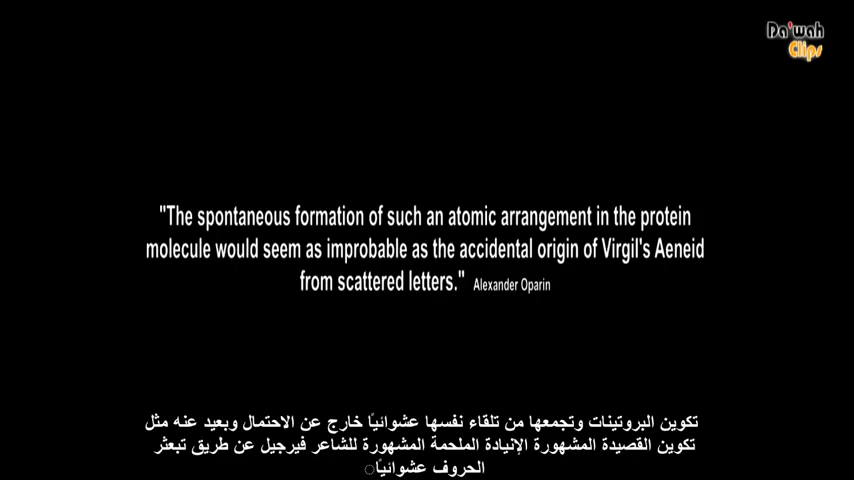 Da'wah
Clips
"The spontaneous formation of such an atomic arrangement in the protein
molecule would seem as improbable as the accidental origin of Virgil's Aeneid
from scattered letters." Alexander Oparin
تكوين البروتينات وتجمعها من تلقاء نفسها عشوائيًا خارج عن الاحتمال وبعيد عنه مثل
تكوين القصيدة المشهورة الإنيادة الملحمة المشهورة للشاعر فيرجيل عن طريق تبعثر
الحروف عشوائيًاِ